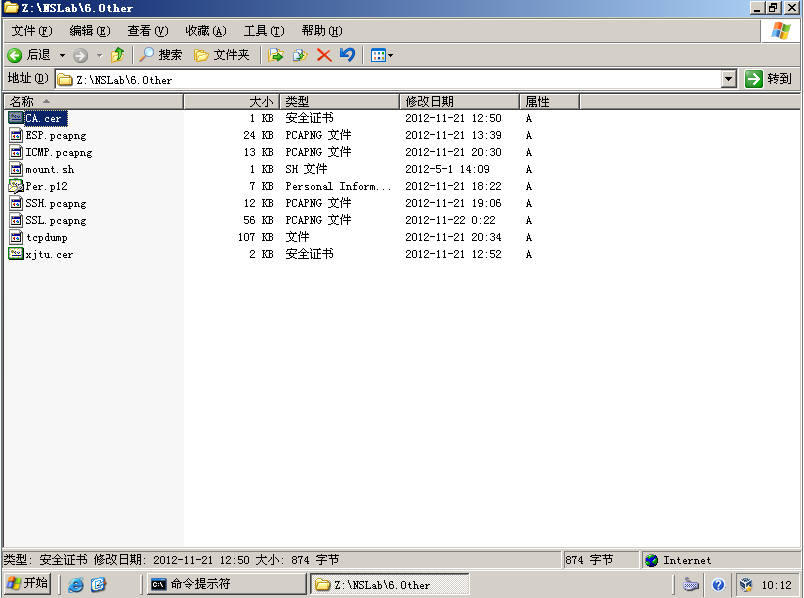 Z:\NSLab\6.Other
文件(F) 编辑(E) 查看(V) 收藏(A) 工具(T) 帮助(H)
后退 搜索 文件夹
地址(D) Z:\NSLab\6.Other 转到
名称 大小 类型 修改日期 属性
CA.cer 1 KB 安全证书 2012-11-21 12:50 A
ESP.pcapng 24 KB PCAPNG 文件 2012-11-21 13:39 A
ICMP.pcapng 13 KB PCAPNG 文件 2012-11-21 20:30 A
mount.sh 1 KB SH 文件 2012-5-1 14:09 A
Per.p12 7 KB Personal Inform... 2012-11-21 18:22 A
SSH.pcapng 12 KB PCAPNG 文件 2012-11-21 19:06 A
SSL.pcapng 56 KB PCAPNG 文件 2012-11-22 0:22 A
tcpdump 107 KB 文件 2012-11-21 20:34 A
xjtu.cer 2 KB 安全证书 2012-11-21 12:52 A
类型: 安全证书 修改日期: 2012-11-21 12:50 大小: 874 字节 874 字节 Internet
开始 命令提示符 Z:\NSLab\6.Other 10:12